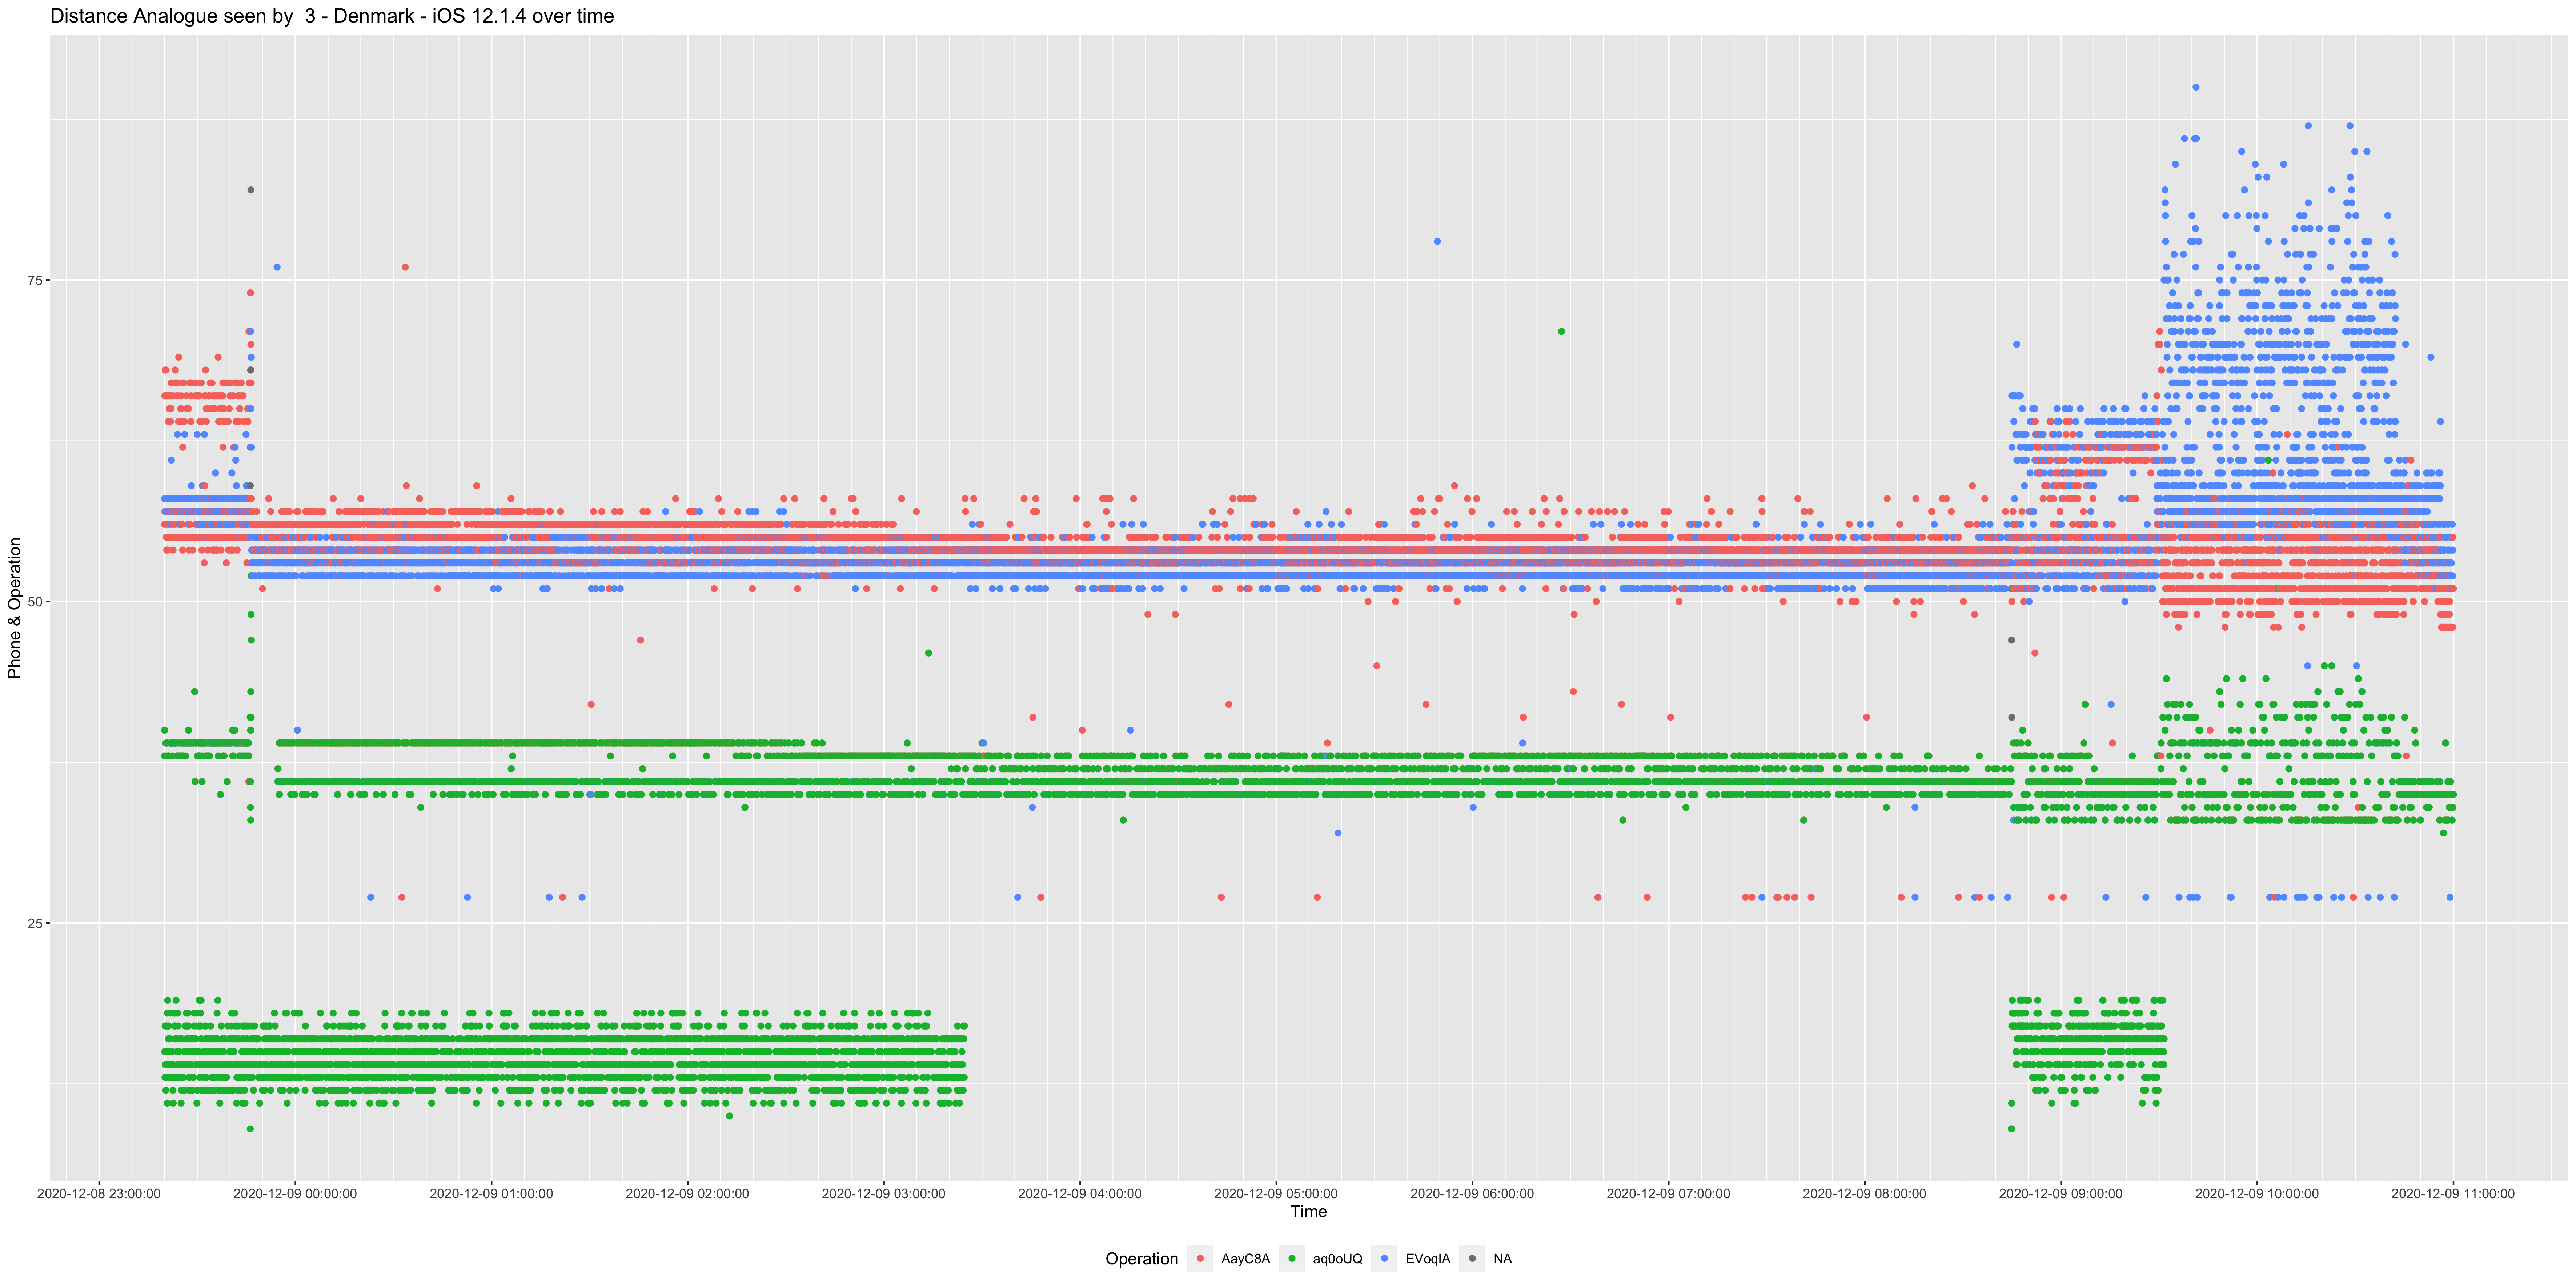 Distance Analogue seen by  3 - Denmark - iOS 12.1.4 over time
Phone & Operation
75
50
25
2020-12-08 23:00:00 2020-12-09 00:00:00 2020-12-09 01:00:00 2020-12-09 02:00:00 2020-12-09 03:00:00 2020-12-09 04:00:00 2020-12-09 05:00:00 2020-12-09 06:00:00 2020-12-09 07:00:00 2020-12-09 08:00:00 2020-12-09 09:00:00 2020-12-09 10:00:00 2020-12-09 11:00:00
Time
Operation AayC8A aq0oUQ EVoqIA NA